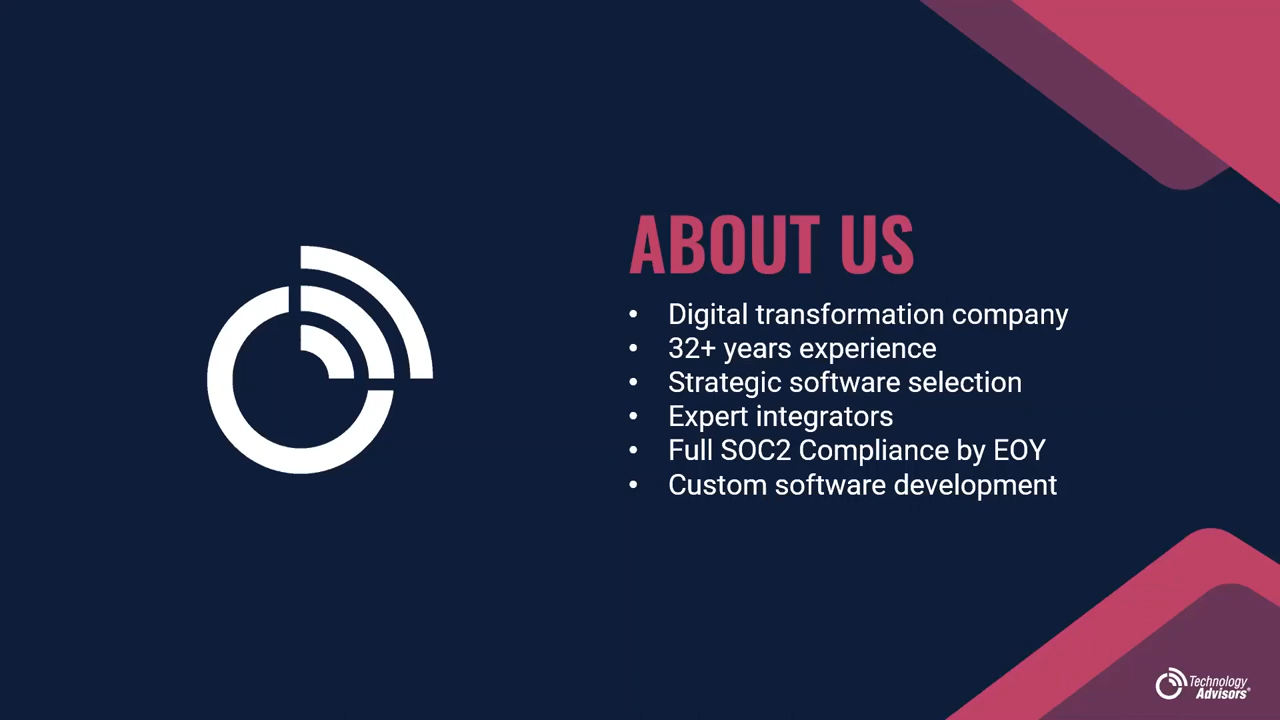 ABOUT US
• Digital transformation company
• 32+ years experience
• Strategic software selection
• Expert integrators
• Full SOC2 Compliance by EOY
• Custom software development
Technology
Advisors®